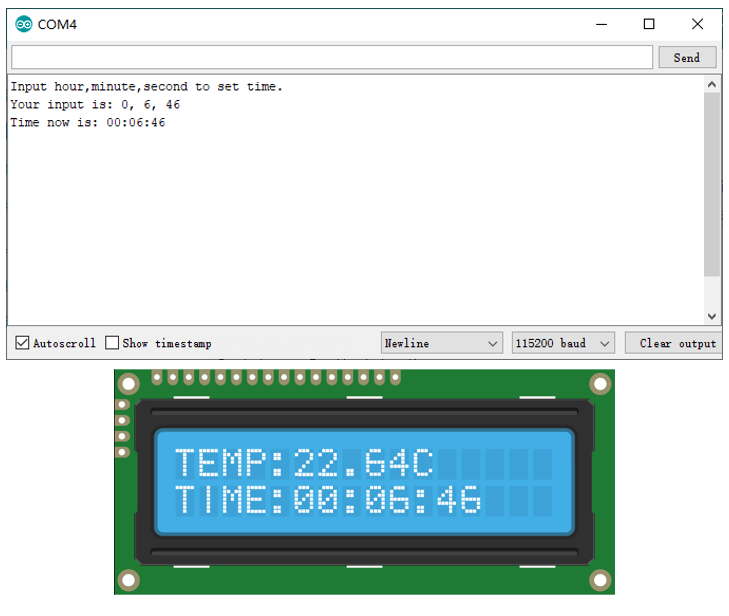 COM4
Send
Input hour,minute,second to set time.
Your input is: 0, 6, 46
Time now is: 00:06:46
Autoscroll Show timestamp Newline 115200 baud Clear output
TEMP:22.64C
TIME:00:06:46